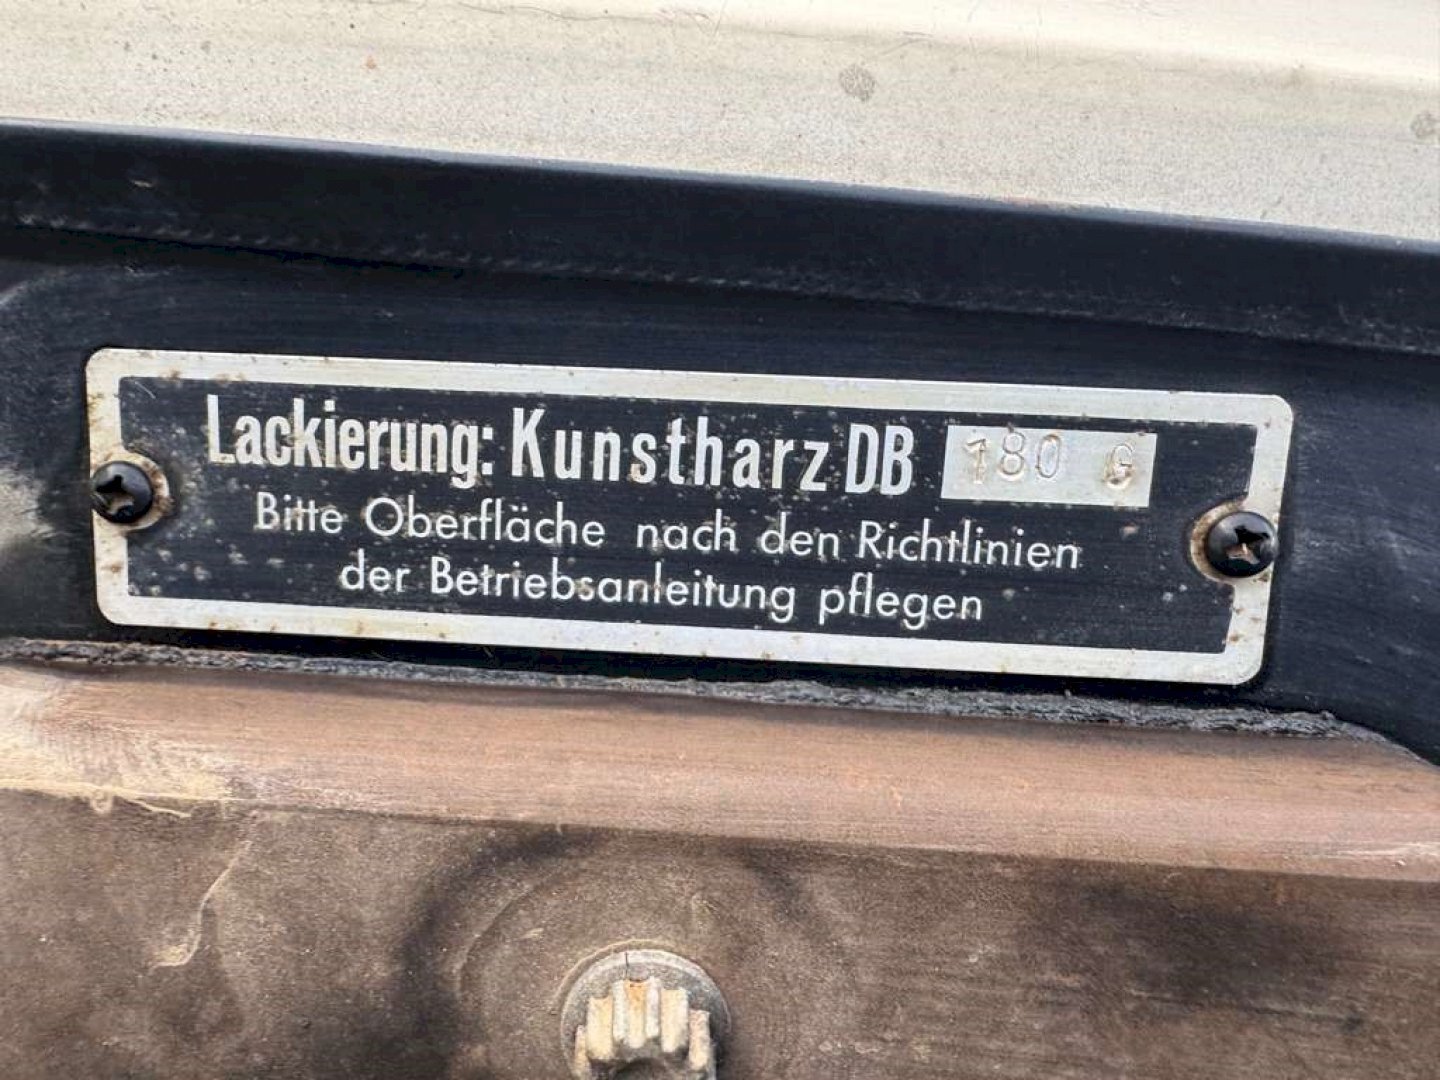 Lackierung: Kunstharz DB 180 G
Bitte Oberfläche nach den Richtlinien
der Betriebsanleitung pflegen